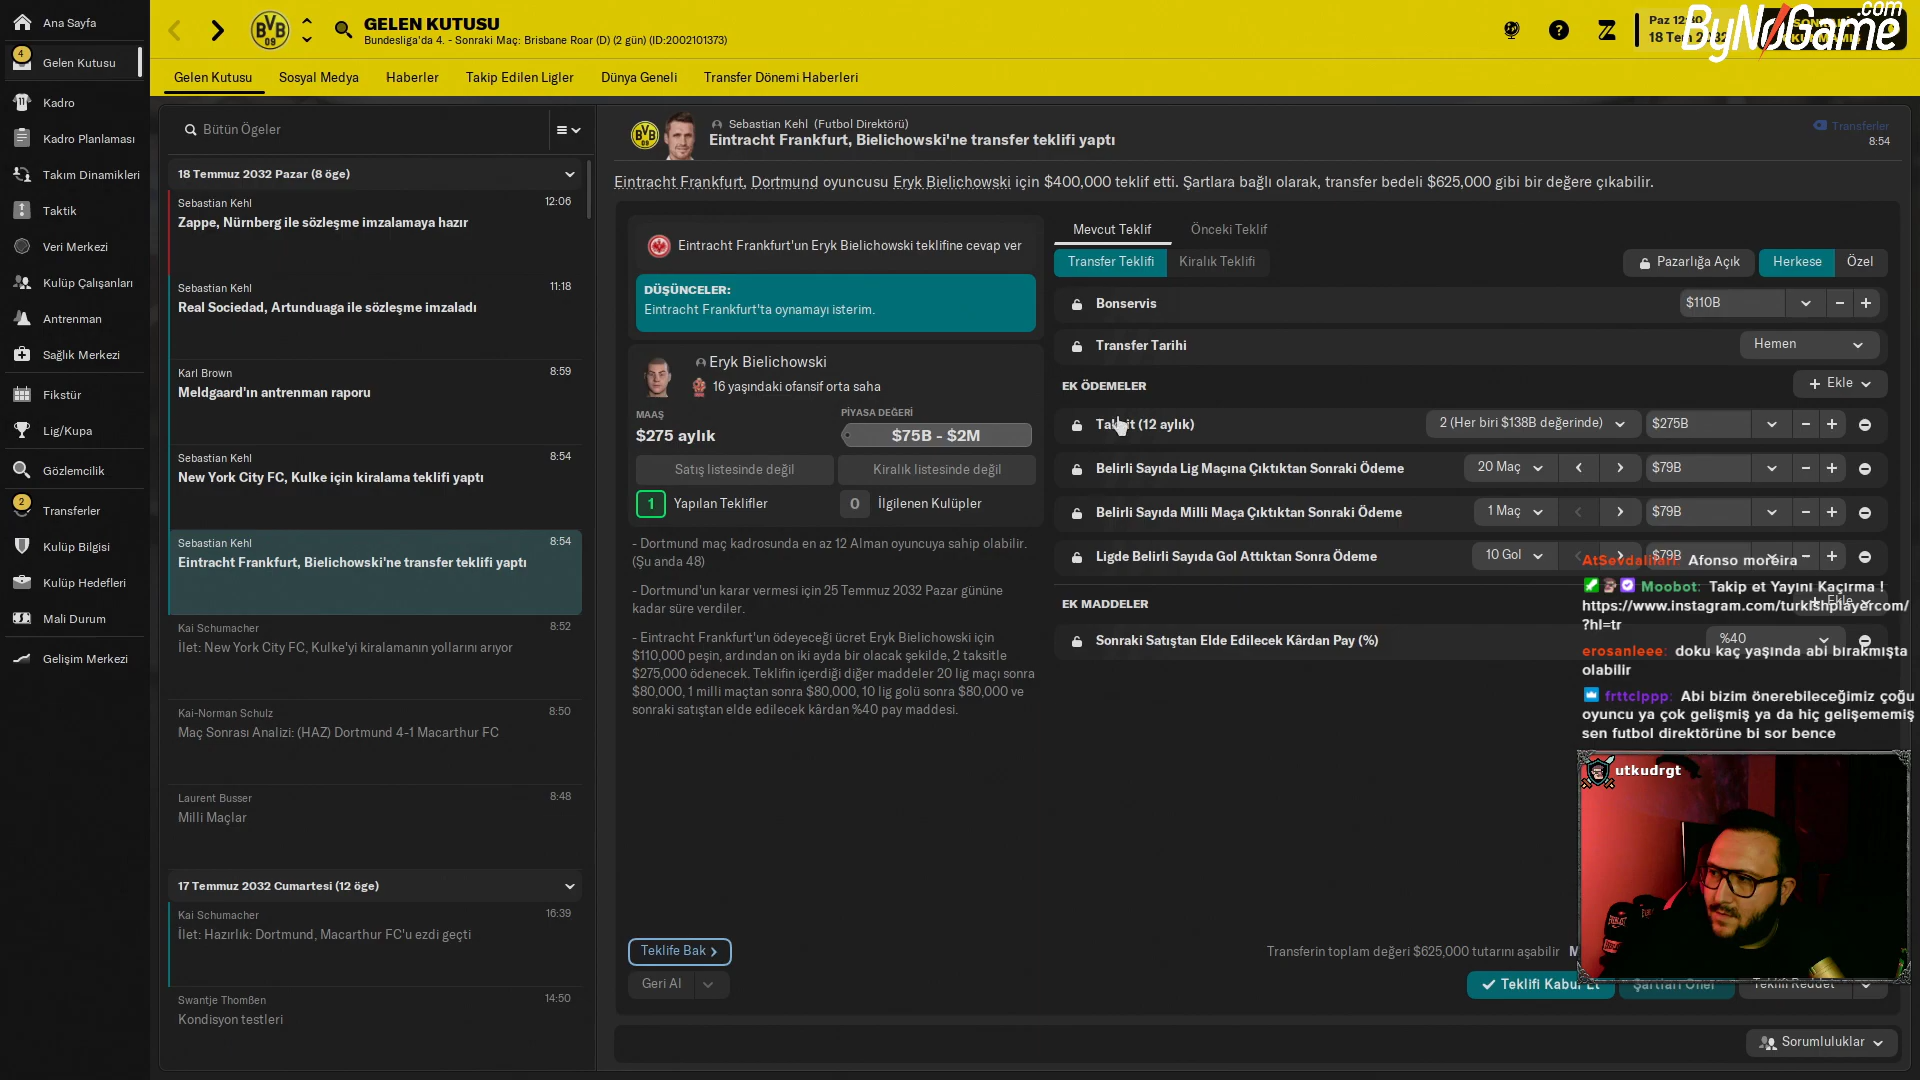 Ana Sayfa
4
Gelen Kutusu
Kadro
Kadro Planlaması
Takım Dinamikleri
Taktik
Veri Merkezi
Kulüp Çalışanları
Antrenman
Sağlık Merkezi
Fikstür
Lig/Kupa
Gözlemcilik
2
Transferler
Kulüp Bilgisi
Kulüp Hedefleri
Mali Durum
Gelişim Merkezi
BVB
09
GELEN KUTUSU
Bundesliga'da 4. - Sonraki Maç: Brisbane Roar (D) (2 gün) (ID:2002101373)
ByNoGame
.com
Gelen Kutusu
Sosyal Medya
Haberler
Takip Edilen Ligler
Dünya Geneli
Transfer Dönemi Haberleri
Bütün Ögeler
18 Temmuz 2032 Pazar (8 öge)
Sebastian Kehl 12:06
Zappe, Nürnberg ile sözleşme imzalamaya hazır
Sebastian Kehl 11:18
Real Sociedad, Artunduaga ile sözleşme imzaladı
Karl Brown 8:59
Meldgaard'ın antrenman raporu
Sebastian Kehl 8:54
New York City FC, Kulke için kiralama teklifi yaptı
Sebastian Kehl 8:54
Eintracht Frankfurt, Bielichowski'ne transfer teklifi yaptı
Kai Schumacher 8:52
İlet: New York City FC, Kulke'yi kiralamanın yollarını arıyor
Kai-Norman Schulz 8:50
Maç Sonrası Analizi: (HAZ) Dortmund 4-1 Macarthur FC
Laurent Busser 8:48
Milli Maçlar
17 Temmuz 2032 Cumartesi (12 öge)
Kai Schumacher 16:39
İlet: Hazırlık: Dortmund, Macarthur FC'u ezdi geçti
Swantje Thomßen 14:50
Kondisyon testleri
Sebastian Kehl (Futbol Direktörü)
Eintracht Frankfurt, Bielichowski'ne transfer teklifi yaptı
Transferler
8:54
Eintracht Frankfurt, Dortmund oyuncusu Eryk Bielichowski için $400,000 teklif etti. Şartlara bağlı olarak, transfer bedeli $625,000 gibi bir değere çıkabilir.
Eintracht Frankfurt'un Eryk Bielichowski teklifine cevap ver
DÜŞÜNCELER:
Eintracht Frankfurt'ta oynamayı isterim.
Eryk Bielichowski
16 yaşındaki ofansif orta saha
MAAŞ
$275 aylık
PİYASA DEĞERİ
$75B - $2M
Satış listesinde değil
Kiralık listesinde değil
1 Yapılan Teklifler
0 İlgilenen Kulüpler
- Dortmund maç kadrosunda en az 12 Alman oyuncuya sahip olabilir.
(Şu anda 48)
- Dortmund'un karar vermesi için 25 Temmuz 2032 Pazar gününe
kadar süre verdiler.
- Eintracht Frankfurt'un ödeyeceği ücret Eryk Bielichowski için
$110,000 peşin, ardından on iki ayda bir olacak şekilde, 2 taksitle
$275,000 ödenecek. Teklifin içerdiği diğer maddeler 20 lig maçı sonra
$80,000, 1 milli maçtan sonra $80,000, 10 lig golü sonra $80,000 ve
sonraki satıştan elde edilecek kârdan %40 pay maddesi.
Teklife Bak
Geri Al
Mevcut Teklif
Önceki Teklif
Transfer Teklifi
Kiralık Teklifi
Pazarlığa Açık
Herkese
Özel
Bonservis $110B
Transfer Tarihi Hemen
EK ÖDEMELER
Ekle
Taksit (12 aylık) 2 (Her biri $138B değerinde) $275B
Belirli Sayıda Lig Maçına Çıktıktan Sonraki Ödeme 20 Maç $79B
Belirli Sayıda Milli Maça Çıktıktan Sonraki Ödeme 1 Maç $79B
Ligde Belirli Sayıda Gol Attıktan Sonra Ödeme 10 Gol $79B
EK MADDELER
Ekle
Sonraki Satıştan Elde Edilecek Kârdan Pay (%) %40
Transferin toplam değeri $625,000 tutarını aşabilir
Teklifi Kabul Et
Şartları Öner
Teklifi Reddet
Sorumluluklar
Afonso moreira
Moobot: Takip et Yayını Kaçırma !
https://www.instagram.com/turkishplayercom/
?hl=tr
erosanleee: doku kaç yaşında abi bırakmışta
olabilir
frttclppp: Abi bizim önerebileceğimiz çoğu
oyuncu ya çok gelişmiş ya da hiç gelişememiş
sen futbol direktörüne bi sor bence
utkudrgt